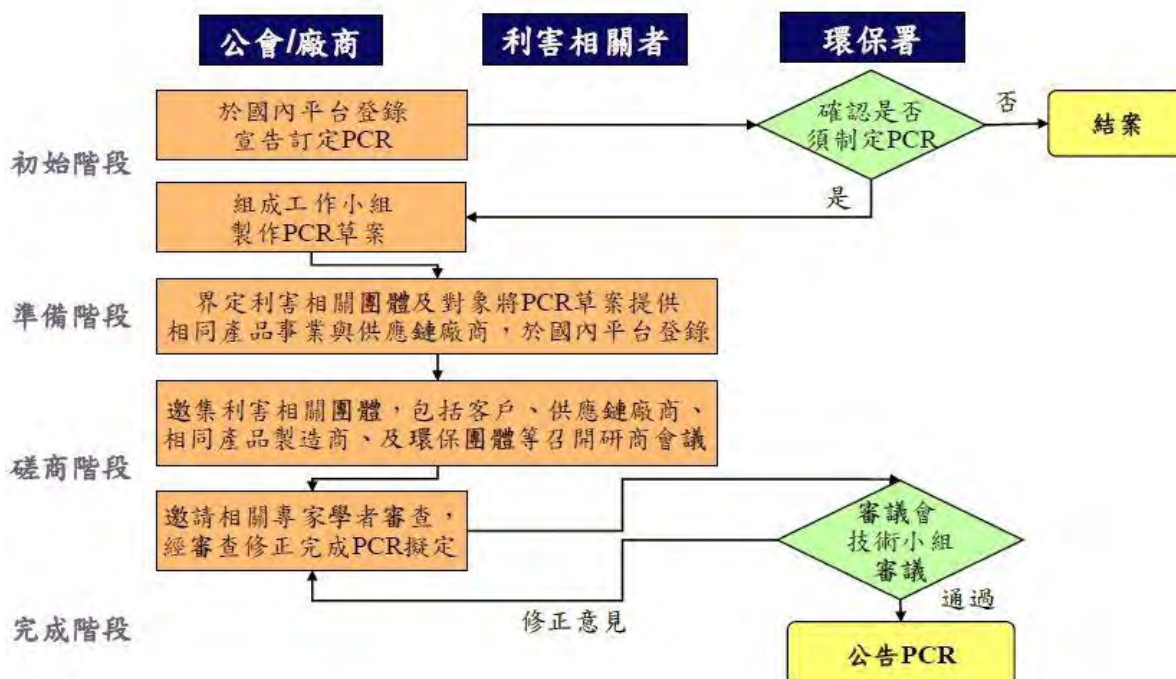 公會/廠商
利害相關者
環保署
初始階段
於國內平台登錄
宣告訂定PCR
確認是否
須制定PCR
否
結案
是
組成工作小組
製作PCR草案
準備階段
界定利害相關團體及對象將PCR草案提供
相同產品事業與供應鏈廠商，於國內平台登錄
磋商階段
邀集利害相關團體，包括客戶、供應鏈廠商、
相同產品製造商、及環保團體等召開研商會議
邀請相關專家學者審查，
經審查修正完成PCR擬定
審議會
技術小組
審議
修正意見
通過
完成階段
公告PCR